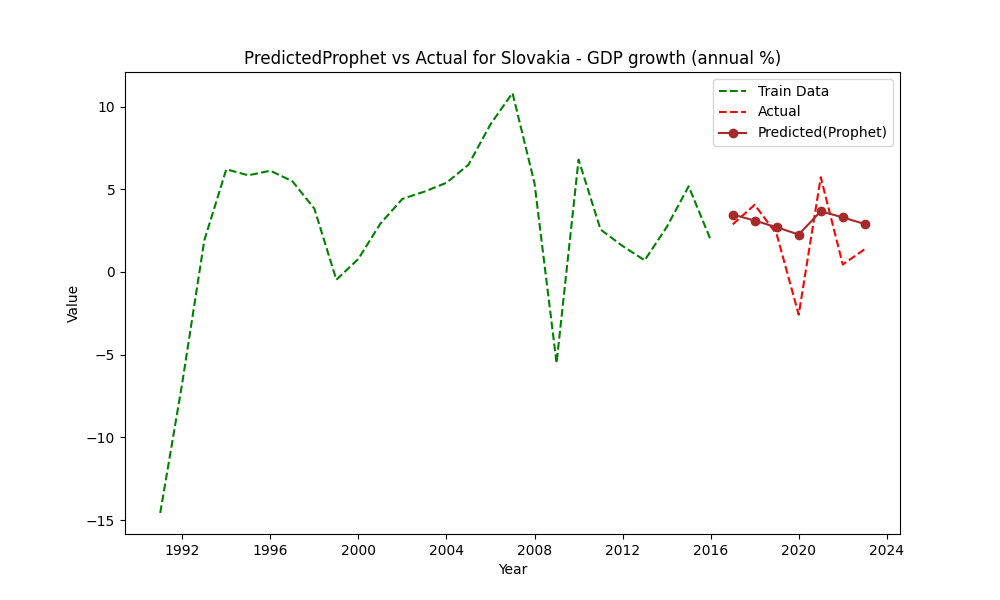 PredictedProphet vs Actual for Slovakia - GDP growth (annual %)
Train Data
Actual
Predicted(Prophet)
10
5
0
−5
−10
−15
Value
1992 1996 2000 2004 2008 2012 2016 2020 2024
Year